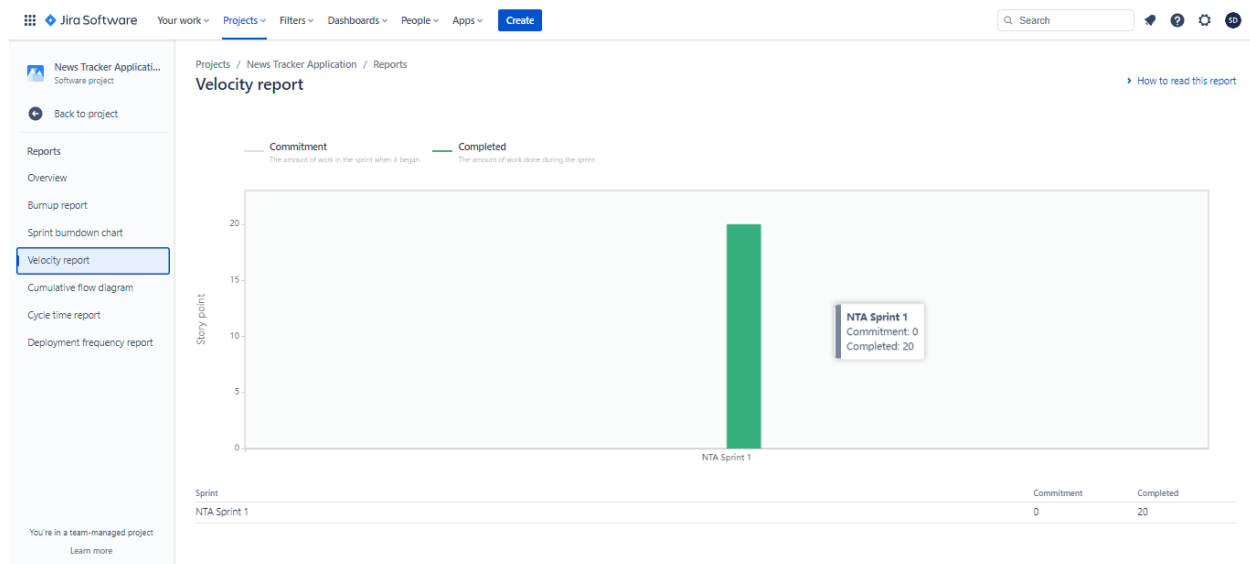 Jira Software Your work Projects Filters Dashboards People Apps Create Search SD
News Tracker Applicati...
Software project
Back to project
Reports
Overview
Burnup report
Sprint burndown chart
Velocity report
Cumulative flow diagram
Cycle time report
Deployment frequency report
You're in a team-managed project
Learn more
Projects / News Tracker Application / Reports
Velocity report
How to read this report
Commitment
The amount of work in the sprint when it began.
Completed
The amount of work done during the sprint.
Story point
20
15
10
5
0
NTA Sprint 1
Commitment: 0
Completed: 20
NTA Sprint 1
Sprint Commitment Completed
NTA Sprint 1 0 20